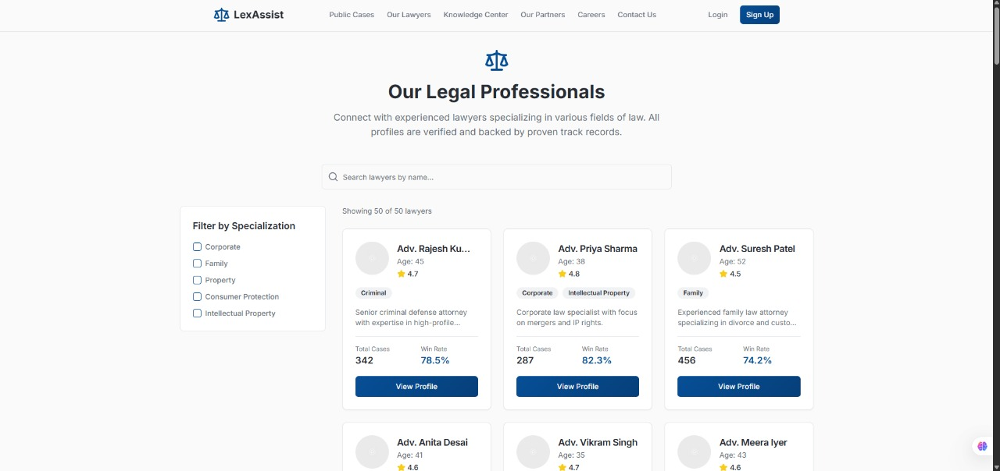 LexAssist
Public Cases
Our Lawyers
Knowledge Center
Our Partners
Careers
Contact Us
Login
Sign Up
Our Legal Professionals
Connect with experienced lawyers specializing in various fields of law. All
profiles are verified and backed by proven track records.
Search lawyers by name...
Filter by Specialization
Corporate
Family
Property
Consumer Protection
Intellectual Property
Showing 50 of 50 lawyers
Adv. Rajesh Ku...
Age: 45
4.7
Criminal
Senior criminal defense attorney
with expertise in high-profile...
Total Cases
Win Rate
342
78.5%
View Profile
Adv. Priya Sharma
Age: 38
4.8
Corporate
Intellectual Property
Corporate law specialist with focus
on mergers and IP rights.
Total Cases
Win Rate
287
82.3%
View Profile
Adv. Suresh Patel
Age: 52
4.5
Family
Experienced family law attorney
specializing in divorce and custo...
Total Cases
Win Rate
456
74.2%
View Profile
Adv. Anita Desai
Age: 41
4.6
Adv. Vikram Singh
Age: 35
4.7
Adv. Meera Iyer
Age: 43
4.6